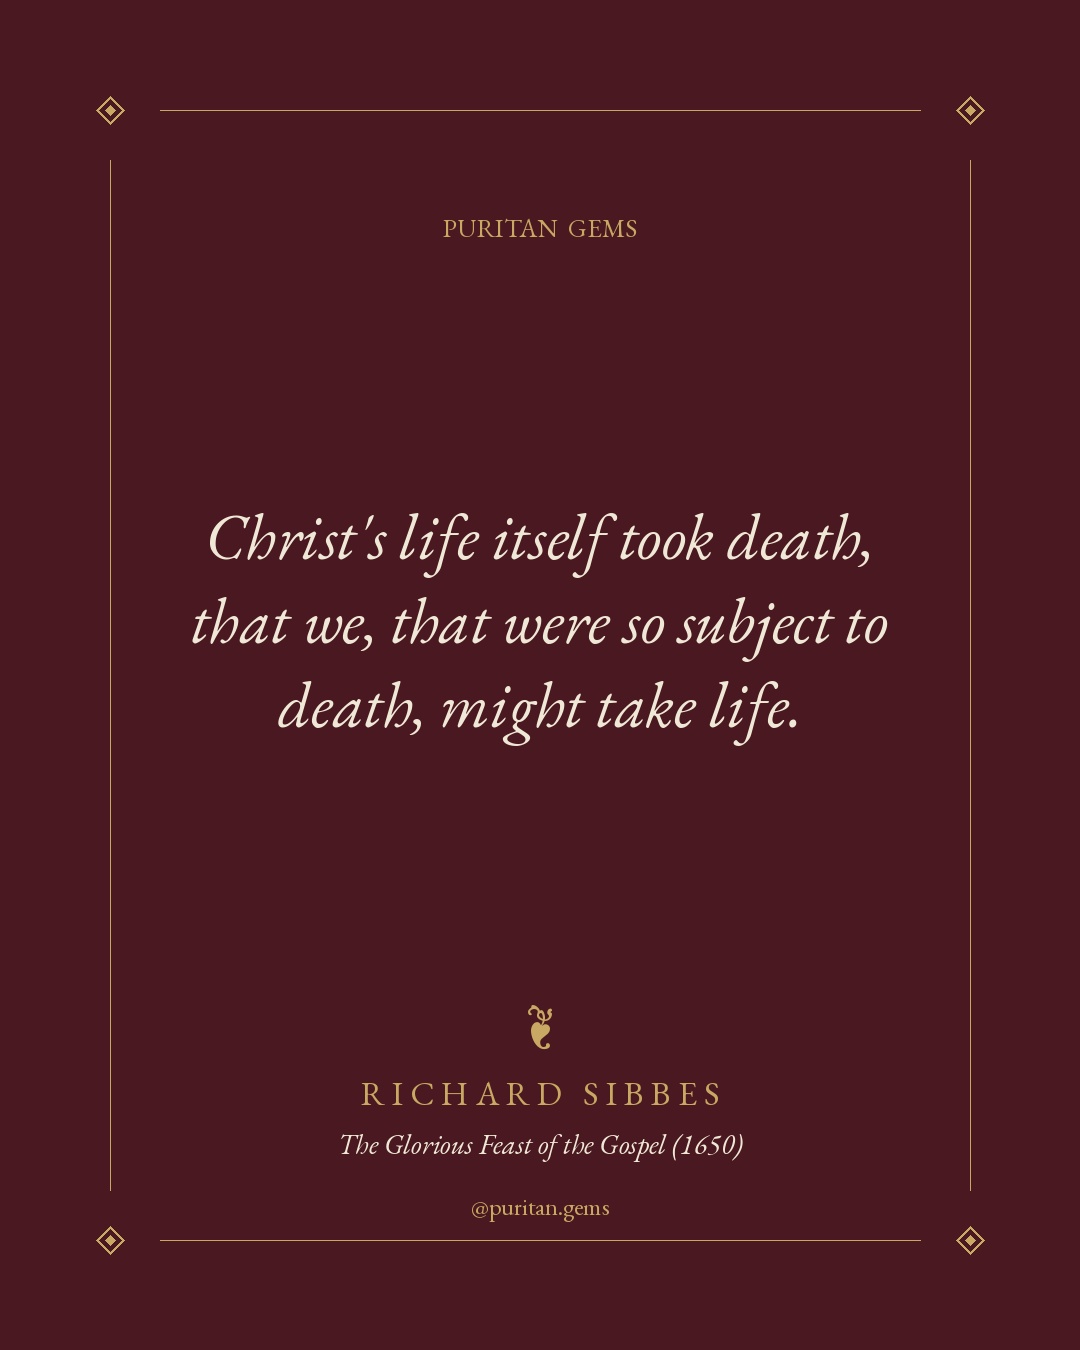 PURITAN GEMS
Christ's life itself took death,
that we, that were so subject to
death, might take life.
RICHARD SIBBES
The Glorious Feast of the Gospel (1650)
@puritan.gems